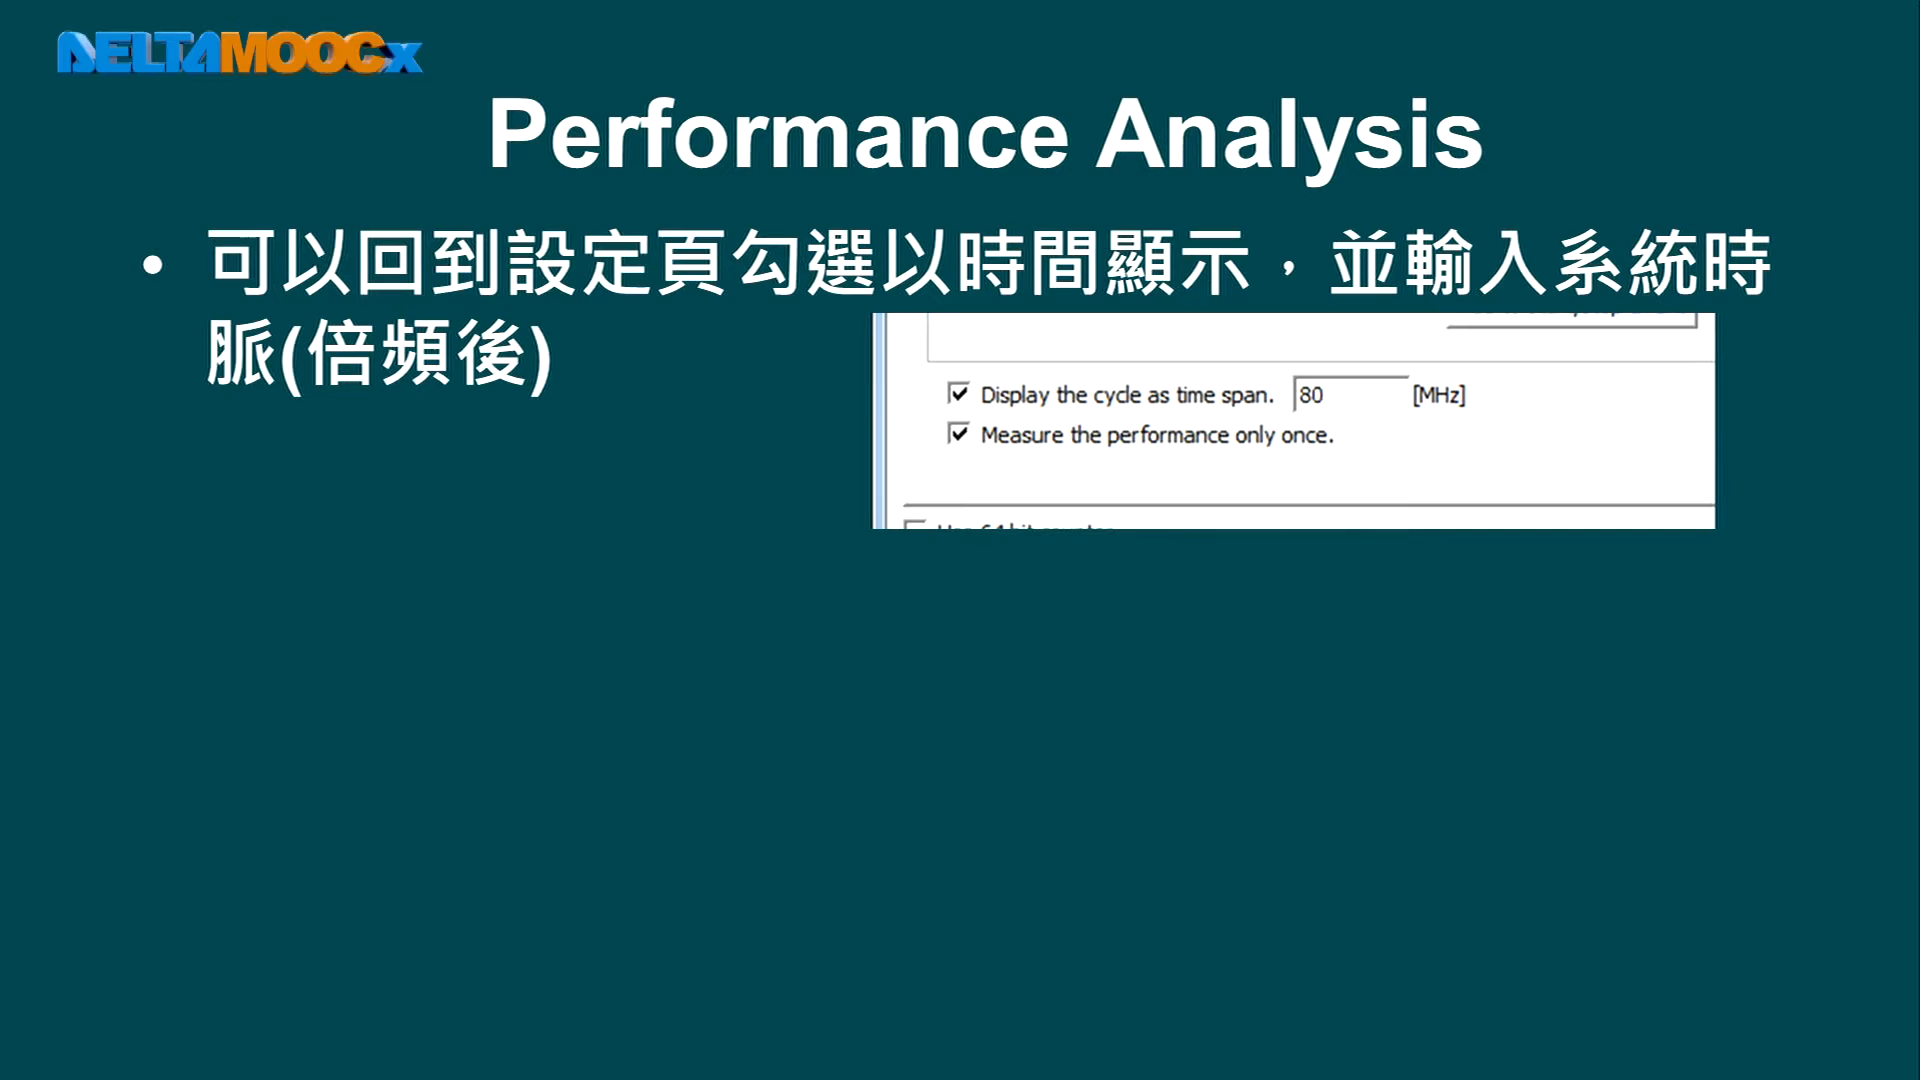 DELTAMOOCx
Performance Analysis
• 可以回到設定頁勾選以時間顯示，並輸入系統時
脈(倍頻後)
Display the cycle as time span. 80 [MHz]
Measure the performance only once.